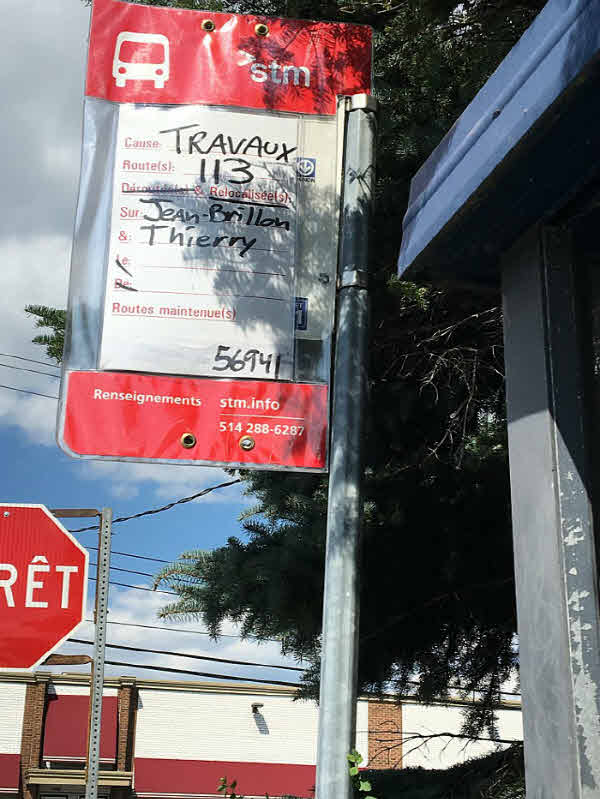 stm
Cause: TRAVAUX
Route(s): 113
Déroutée(s) & Relocalisée(s):
Sur: Jean-Brillon
&: Thierry
Le:
De:
Routes maintenue(s)
56941
Renseignements stm.info
514 288-6287
RÊT